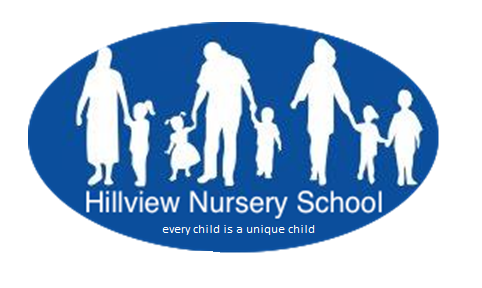 Hillview Nursery School
every child is a unique child